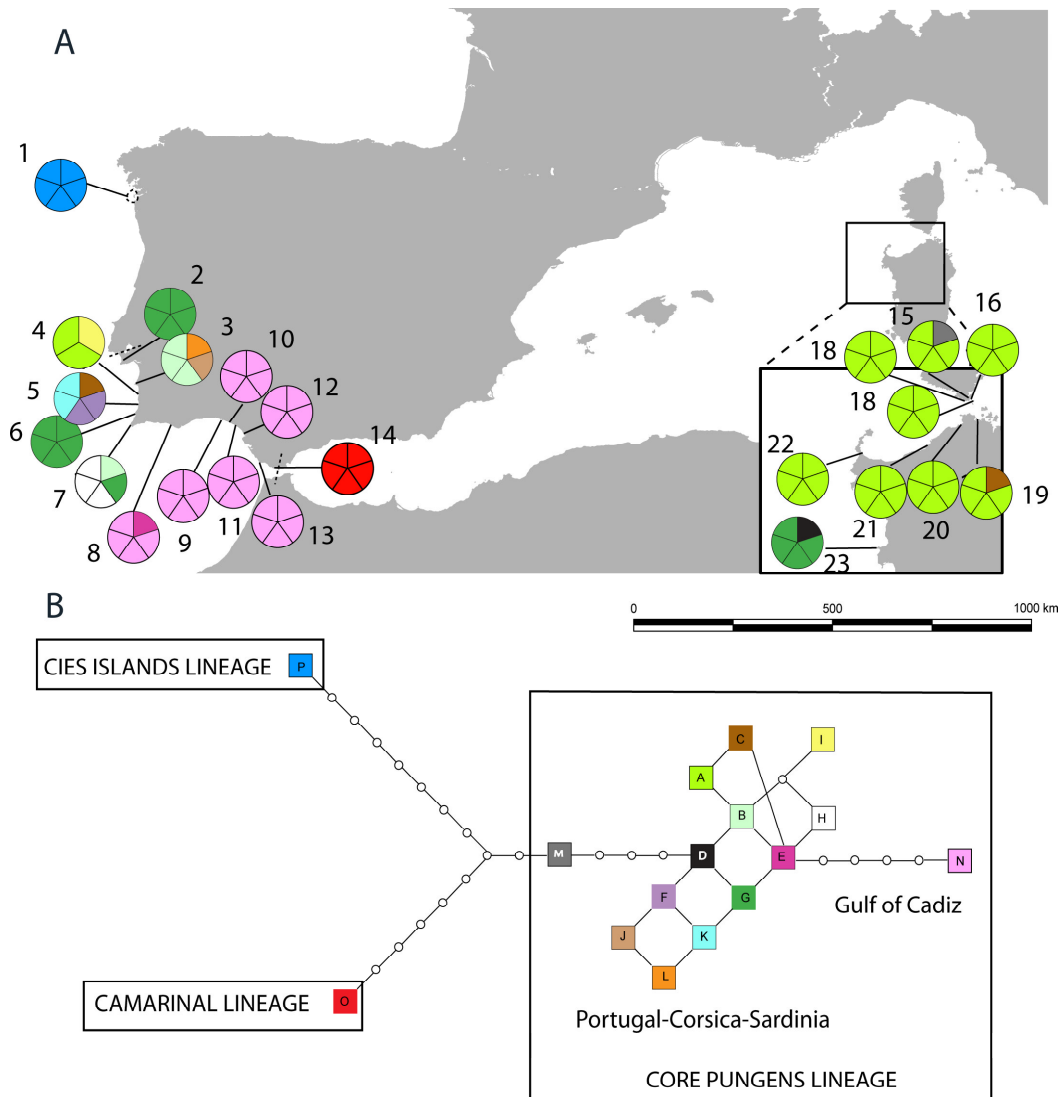 A
1
2
3
4
5
6
7
8
9
10
11
12
13
14
15
16
18
18
19
20
21
22
23
B
0 500 1000 km
CIES ISLANDS LINEAGE P
C I
A
B H
M D E N
F G
Gulf of Cadiz
J K
L
CAMARINAL LINEAGE O
Portugal-Corsica-Sardinia
CORE PUNGENS LINEAGE